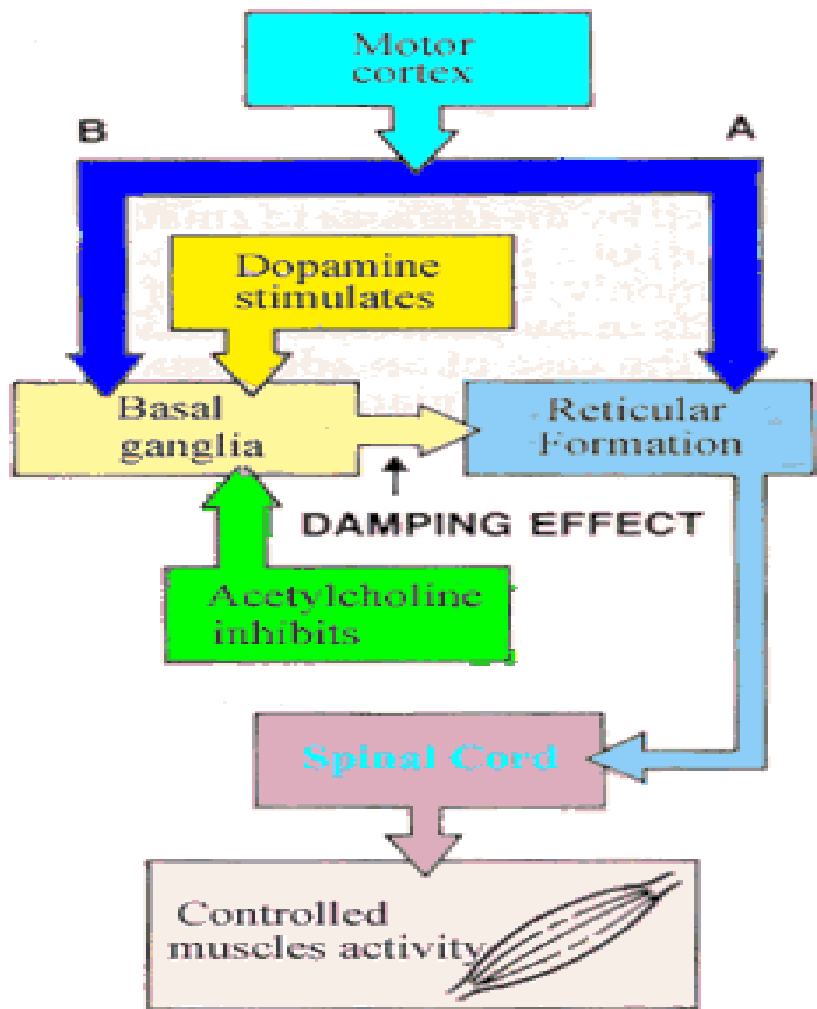 Motor
cortex
B
A
Dopamine
stimulates
Basal
ganglia
Reticular
Formation
DAMPING EFFECT
Acetylcholine
inhibits
Spinal Cord
Controlled
muscles activity